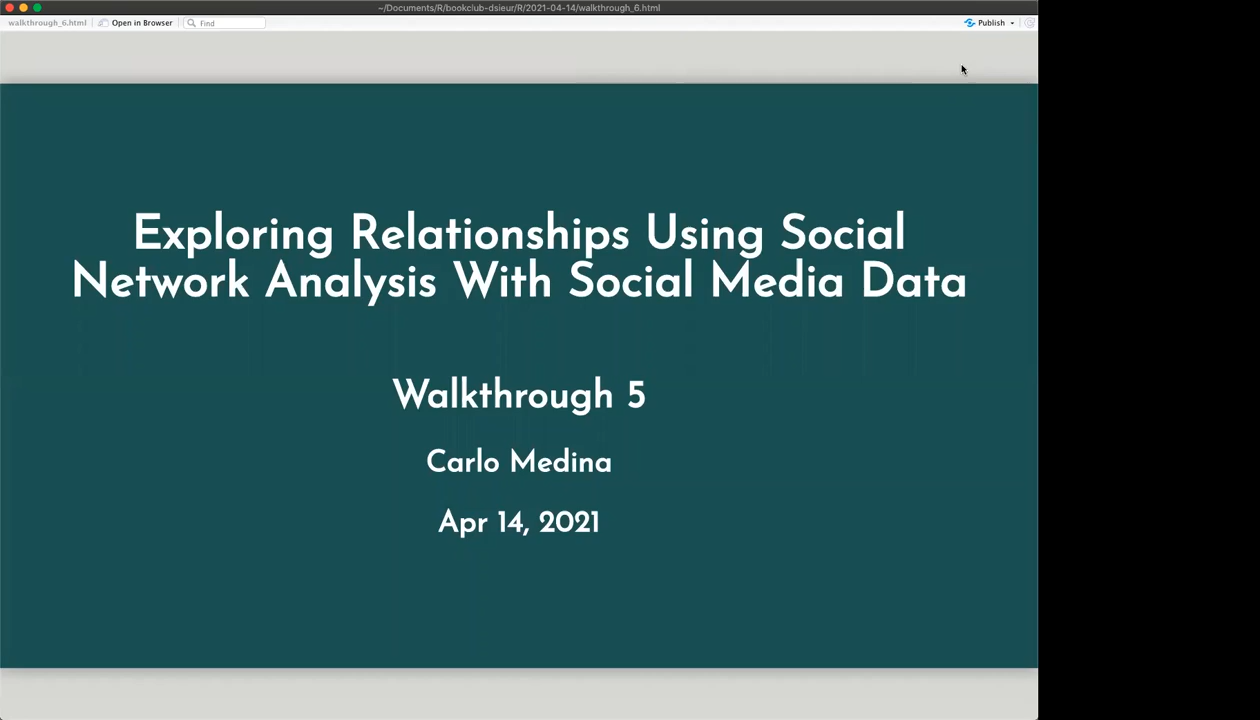 ~/Documents/R/bookclub-dsieur/R/2021-04-14/walkthrough_6.html
walkthrough_6.html Open in Browser Find Publish
Exploring Relationships Using Social
Network Analysis With Social Media Data
Walkthrough 5
Carlo Medina
Apr 14, 2021